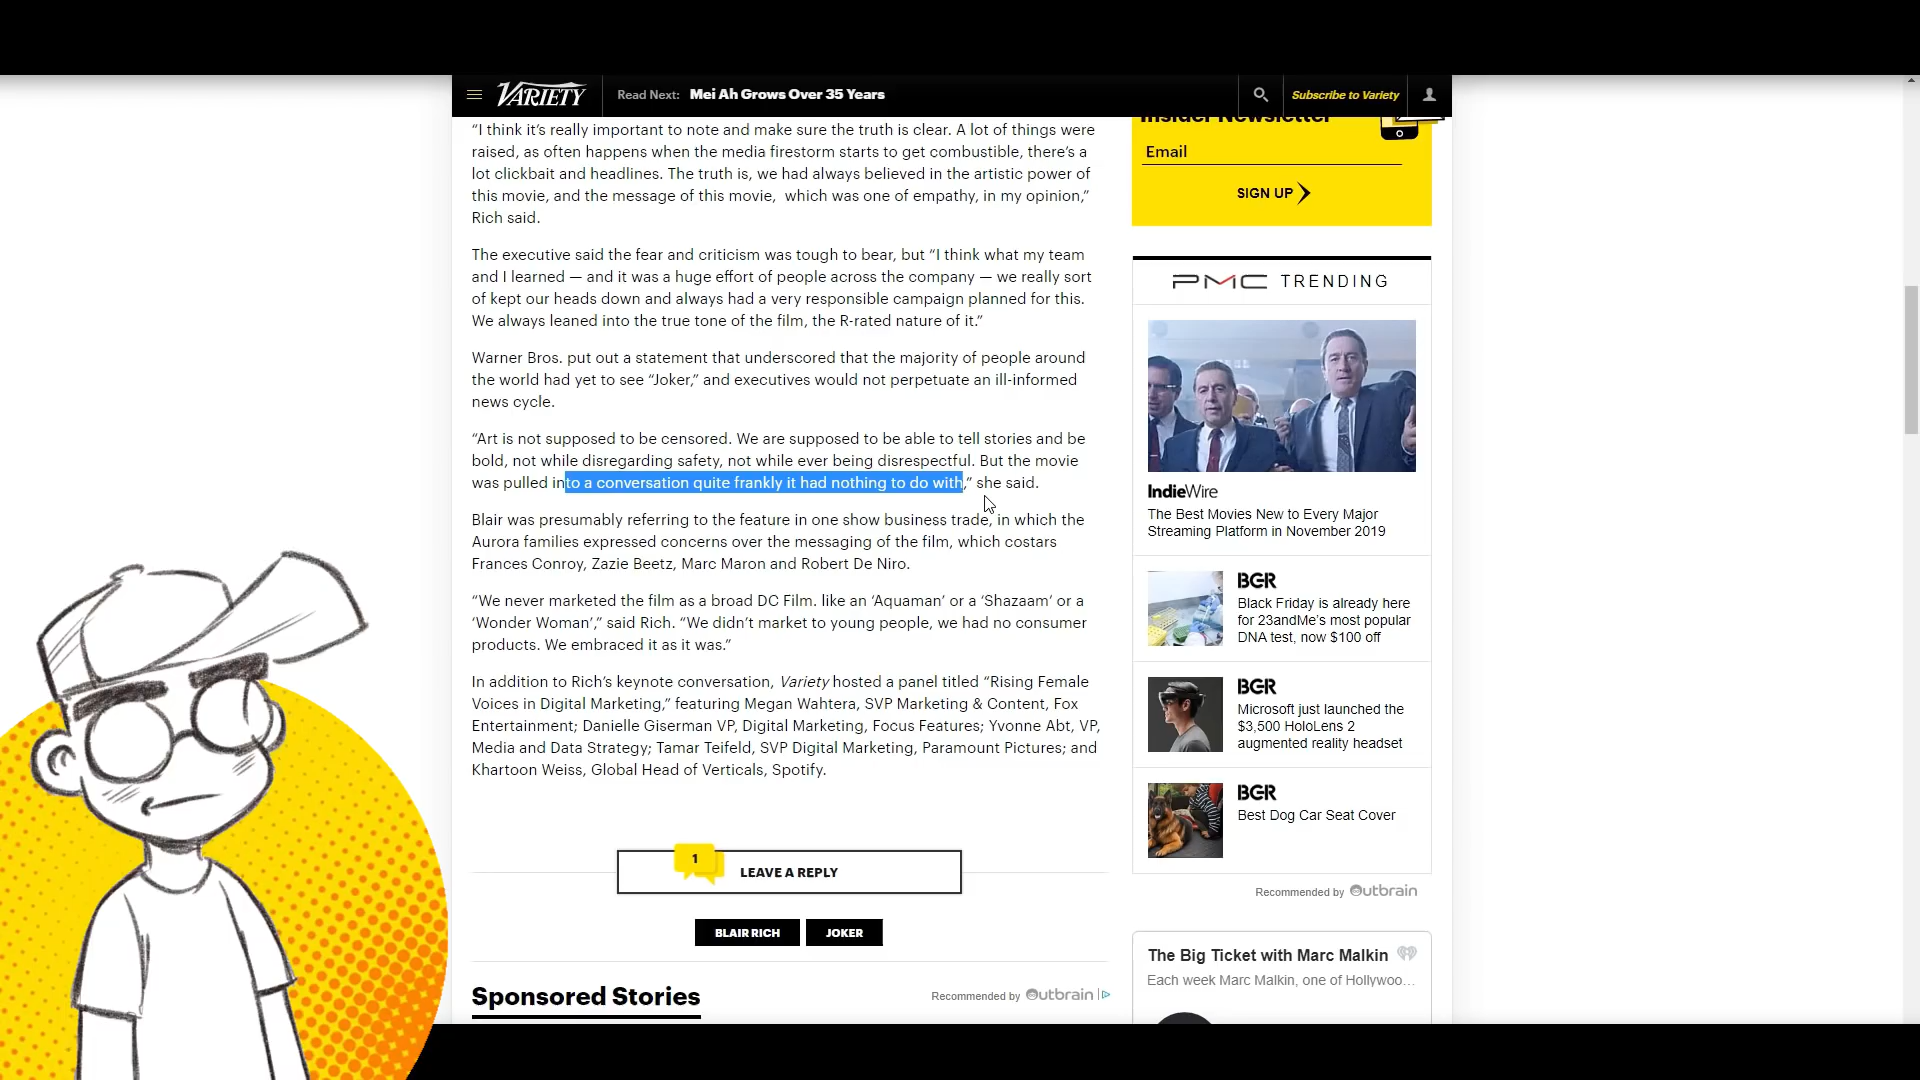 VARIETY
Read Next: Mei Ah Grows Over 35 Years
Subscribe to Variety
“I think it’s really important to note and make sure the truth is clear. A lot of things were
raised, as often happens when the media firestorm starts to get combustible, there’s a
lot clickbait and headlines. The truth is, we had always believed in the artistic power of
this movie, and the message of this movie,  which was one of empathy, in my opinion,”
Rich said.
The executive said the fear and criticism was tough to bear, but “I think what my team
and I learned — and it was a huge effort of people across the company — we really sort
of kept our heads down and always had a very responsible campaign planned for this.
We always leaned into the true tone of the film, the R-rated nature of it.”
Warner Bros. put out a statement that underscored that the majority of people around
the world had yet to see “Joker,” and executives would not perpetuate an ill-informed
news cycle.
“Art is not supposed to be censored. We are supposed to be able to tell stories and be
bold, not while disregarding safety, not while ever being disrespectful. But the movie
was pulled into a conversation quite frankly it had nothing to do with,” she said.
Blair was presumably referring to the feature in one show business trade, in which the
Aurora families expressed concerns over the messaging of the film, which costars
Frances Conroy, Zazie Beetz, Marc Maron and Robert De Niro.
“We never marketed the film as a broad DC Film. like an ‘Aquaman’ or a ‘Shazaam’ or a
‘Wonder Woman’,” said Rich. “We didn’t market to young people, we had no consumer
products. We embraced it as it was.”
In addition to Rich’s keynote conversation, Variety hosted a panel titled “Rising Female
Voices in Digital Marketing,” featuring Megan Wahtera, SVP Marketing & Content, Fox
Entertainment; Danielle Giserman VP, Digital Marketing, Focus Features; Yvonne Abt, VP,
Media and Data Strategy; Tamar Teifeld, SVP Digital Marketing, Paramount Pictures; and
Khartoon Weiss, Global Head of Verticals, Spotify.
1
LEAVE A REPLY
BLAIR RICH
JOKER
Sponsored Stories
Recommended by Outbrain
Insider Newsletter
Email
SIGN UP
PMC TRENDING
IndieWire
The Best Movies New to Every Major
Streaming Platform in November 2019
BGR
Black Friday is already here
for 23andMe’s most popular
DNA test, now $100 off
BGR
Microsoft just launched the
$3,500 HoloLens 2
augmented reality headset
BGR
Best Dog Car Seat Cover
Recommended by Outbrain
The Big Ticket with Marc Malkin
Each week Marc Malkin, one of Hollywoo...